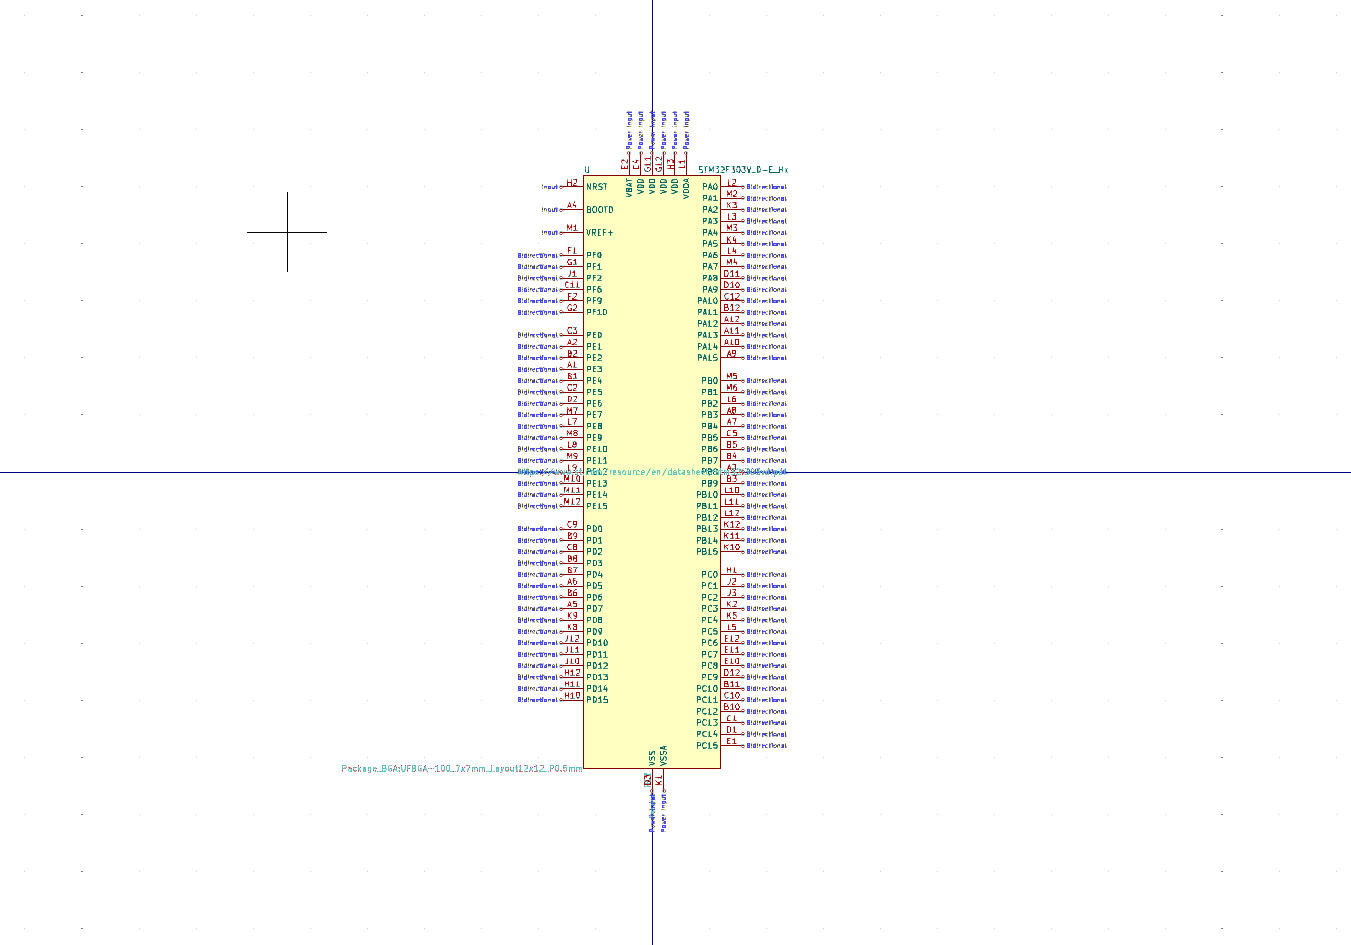 Power Input Power Input Power Input Power Input Power Input Power Input
E2 C4 G11 G12 H3 L1
U STM32F303V_D-E_Hx
VBAT VDD VDD VDD VDD VDDA
Input H2 NRST PA0 L2 Bidirectional
PA1 M2 Bidirectional
Input A4 BOOT0 PA2 K3 Bidirectional
PA3 L3 Bidirectional
Input M1 VREF+ PA4 M3 Bidirectional
PA5 K4 Bidirectional
Bidirectional F1 PF0 PA6 L4 Bidirectional
Bidirectional G1 PF1 PA7 M4 Bidirectional
Bidirectional J1 PF2 PA8 D11 Bidirectional
Bidirectional C11 PF6 PA9 D10 Bidirectional
Bidirectional F2 PF9 PA10 C12 Bidirectional
Bidirectional G2 PF10 PA11 B12 Bidirectional
PA12 A12 Bidirectional
Bidirectional C3 PE0 PA13 A11 Bidirectional
Bidirectional A2 PE1 PA14 A10 Bidirectional
Bidirectional B2 PE2 PA15 A9 Bidirectional
Bidirectional A1 PE3
Bidirectional B1 PE4 PB0 M5 Bidirectional
Bidirectional C2 PE5 PB1 M6 Bidirectional
Bidirectional D2 PE6 PB2 L6 Bidirectional
Bidirectional M7 PE7 PB3 A8 Bidirectional
Bidirectional L7 PE8 PB4 A7 Bidirectional
Bidirectional M8 PE9 PB5 C5 Bidirectional
Bidirectional L8 PE10 PB6 B5 Bidirectional
Bidirectional M9 PE11 PB7 B4 Bidirectional
L9 PE12 /resource/en/datasheet PB8 A3
Bidirectional M10 PE13 PB9 B3 Bidirectional
Bidirectional M11 PE14 PB10 L10 Bidirectional
Bidirectional M12 PE15 PB11 L11 Bidirectional
PB12 L12 Bidirectional
Bidirectional C9 PD0 PB13 K12 Bidirectional
Bidirectional B9 PD1 PB14 K11 Bidirectional
Bidirectional C8 PD2 PB15 K10 Bidirectional
Bidirectional B8 PD3
Bidirectional B7 PD4 PC0 H1 Bidirectional
Bidirectional A6 PD5 PC1 J2 Bidirectional
Bidirectional B6 PD6 PC2 J3 Bidirectional
Bidirectional A5 PD7 PC3 K2 Bidirectional
Bidirectional K9 PD8 PC4 K5 Bidirectional
Bidirectional K8 PD9 PC5 L5 Bidirectional
Bidirectional J12 PD10 PC6 E12 Bidirectional
Bidirectional J11 PD11 PC7 E11 Bidirectional
Bidirectional J10 PD12 PC8 E10 Bidirectional
Bidirectional H12 PD13 PC9 D12 Bidirectional
Bidirectional H11 PD14 PC10 B11 Bidirectional
Bidirectional H10 PD15 PC11 C10 Bidirectional
PC12 B10 Bidirectional
PC13 C1 Bidirectional
PC14 D1 Bidirectional
PC15 E1 Bidirectional
VSS VSSA
Package_BGA:UFBGA-100_7x7mm_Layout12x12_P0.5mm
K1
Power Input Power Input